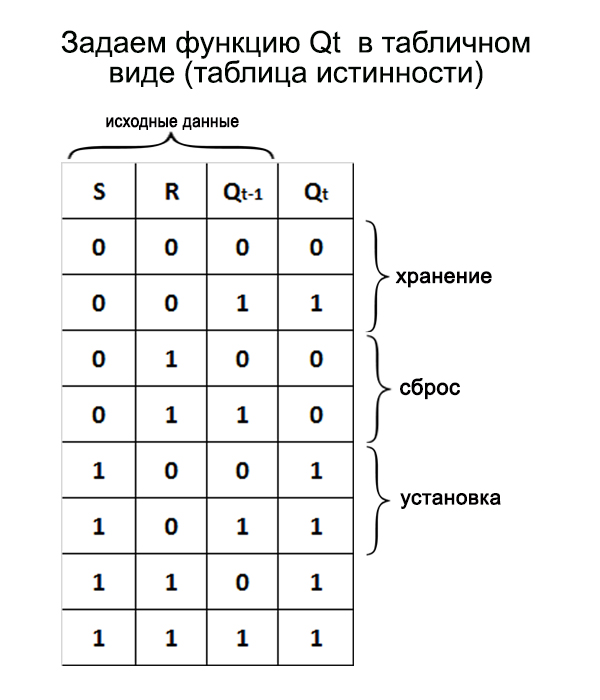 Задаем функцию Qt в табличном
виде (таблица истинности)
исходные данные
S R Qt-1 Qt
0 0 0 0
0 0 1 1
хранение
0 1 0 0
0 1 1 0
сброс
1 0 0 1
1 0 1 1
установка
1 1 0 1
1 1 1 1